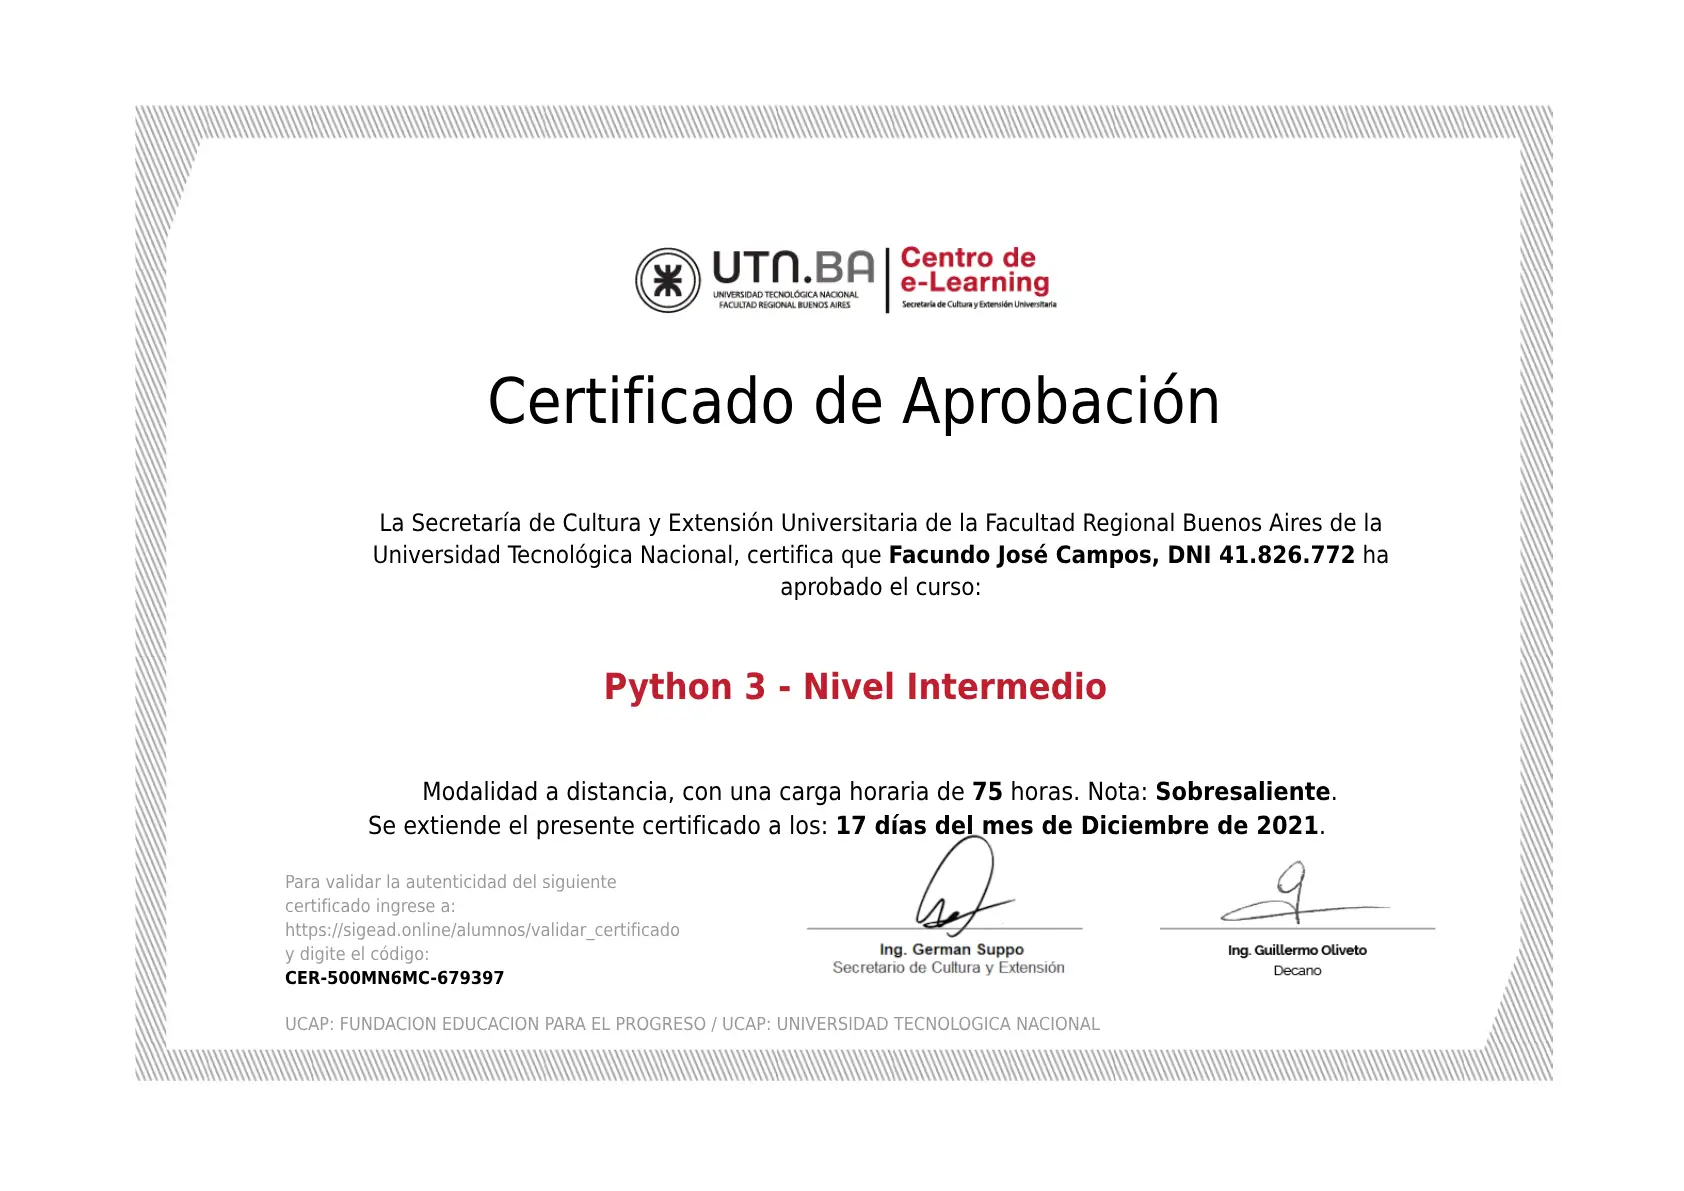 UTN.BA
UNIVERSIDAD TECNOLÓGICA NACIONAL
FACULTAD REGIONAL BUENOS AIRES
Centro de
e-Learning
Secretaría de Cultura y Extensión Universitaria
Certificado de Aprobación
La Secretaría de Cultura y Extensión Universitaria de la Facultad Regional Buenos Aires de la
Universidad Tecnológica Nacional, certifica que Facundo José Campos, DNI 41.826.772 ha
aprobado el curso:
Python 3 - Nivel Intermedio
Modalidad a distancia, con una carga horaria de 75 horas. Nota: Sobresaliente.
Se extiende el presente certificado a los: 17 días del mes de Diciembre de 2021.
Para validar la autenticidad del siguiente
certificado ingrese a:
https://sigead.online/alumnos/validar_certificado
y digite el código:
CER-500MN6MC-679397
Ing. German Suppo
Secretario de Cultura y Extensión
Ing. Guillermo Oliveto
Decano
UCAP: FUNDACION EDUCACION PARA EL PROGRESO / UCAP: UNIVERSIDAD TECNOLOGICA NACIONAL